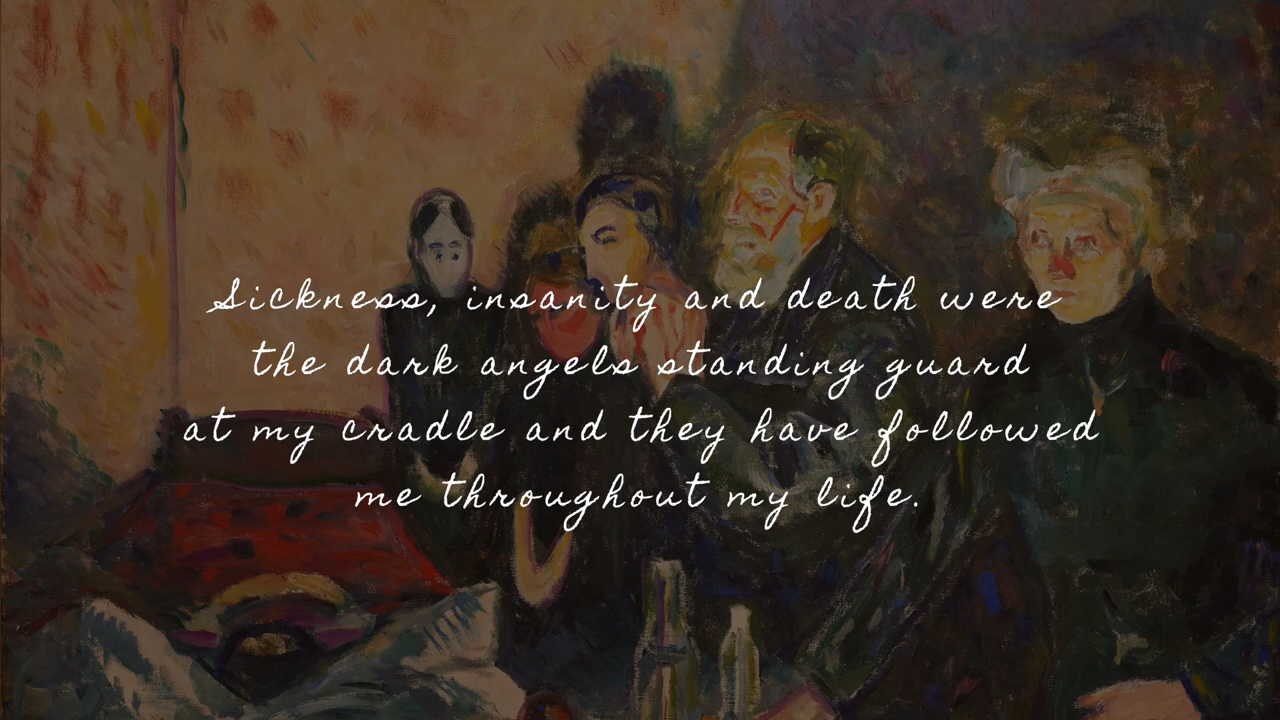 Sickness, insanity and death were
the dark angels standing guard
at my cradle and they have followed
me throughout my life.